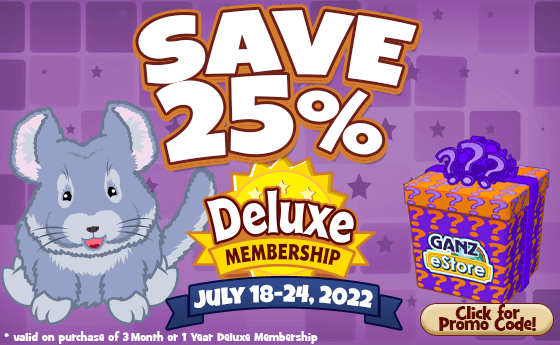 SAVE
25%
Deluxe
MEMBERSHIP
JULY 18-24, 2022
GANZ
eStore
Click for
Promo Code!
* valid on purchase of 3 Month or 1 Year Deluxe Membership